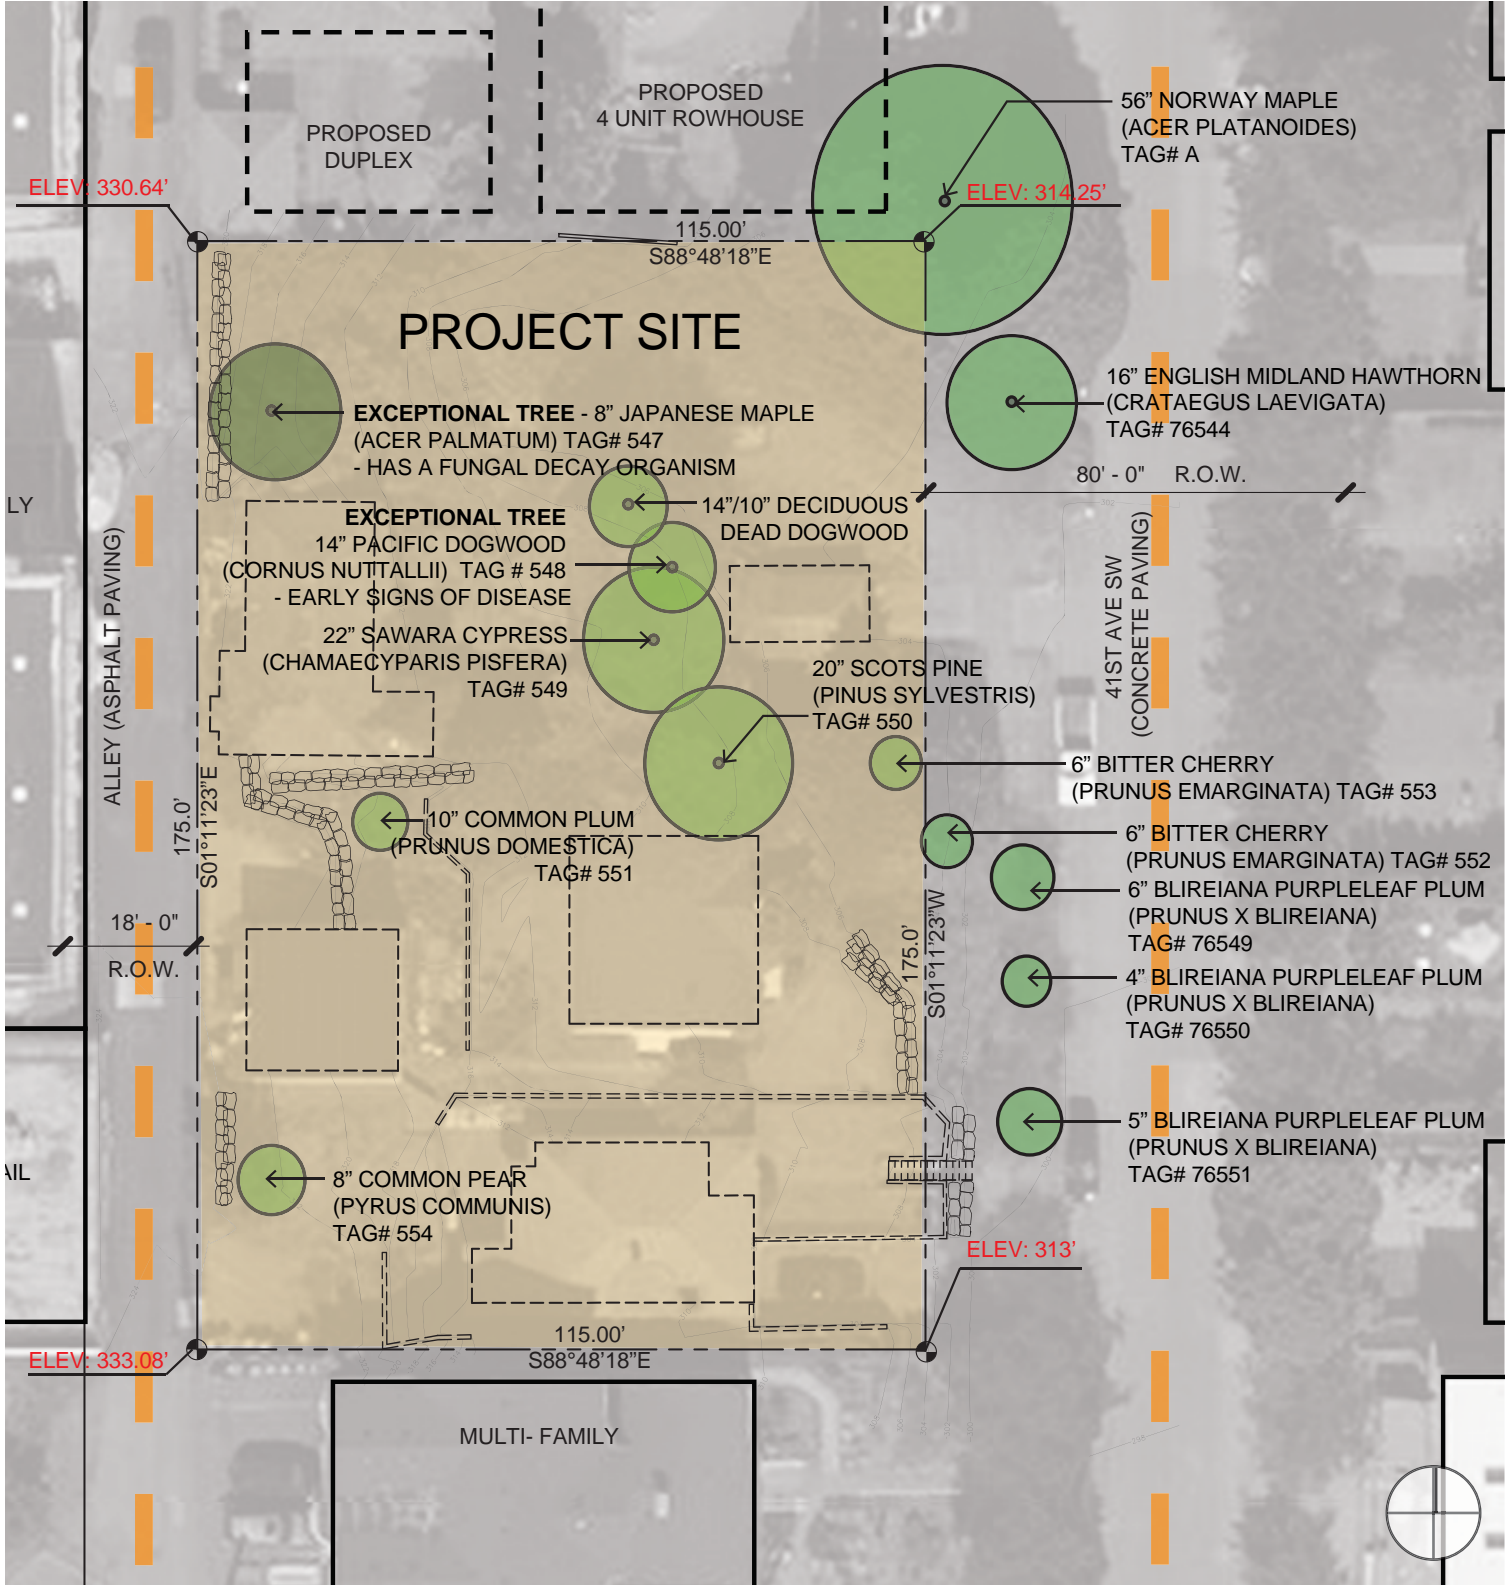 PROPOSED
DUPLEX
PROPOSED
4 UNIT ROWHOUSE
56” NORWAY MAPLE
(ACER PLATANOIDES)
TAG# A
ELEV: 330.64’
ELEV: 314.25’
115.00’
S88°48’18”E
PROJECT SITE
16” ENGLISH MIDLAND HAWTHORN
(CRATAEGUS LAEVIGATA)
TAG# 76544
EXCEPTIONAL TREE - 8” JAPANESE MAPLE
(ACER PALMATUM) TAG# 547
- HAS A FUNGAL DECAY ORGANISM
80' - 0" R.O.W.
LY
14”/10” DECIDUOUS
DEAD DOGWOOD
EXCEPTIONAL TREE
14” PACIFIC DOGWOOD
(CORNUS NUTTALLII) TAG # 548
- EARLY SIGNS OF DISEASE
22” SAWARA CYPRESS
(CHAMAECYPARIS PISFERA)
TAG# 549
ALLEY (ASPHALT PAVING)
41ST AVE SW
(CONCRETE PAVING)
20” SCOTS PINE
(PINUS SYLVESTRIS)
TAG# 550
6” BITTER CHERRY
(PRUNUS EMARGINATA) TAG# 553
175.0’
S01°11’23”E
10” COMMON PLUM
(PRUNUS DOMESTICA)
TAG# 551
6” BITTER CHERRY
(PRUNUS EMARGINATA) TAG# 552
6” BLIREIANA PURPLELEAF PLUM
(PRUNUS X BLIREIANA)
TAG# 76549
18' - 0"
R.O.W.
175.0’
S01°11’23”W
4” BLIREIANA PURPLELEAF PLUM
(PRUNUS X BLIREIANA)
TAG# 76550
5” BLIREIANA PURPLELEAF PLUM
(PRUNUS X BLIREIANA)
TAG# 76551
AIL
8” COMMON PEAR
(PYRUS COMMUNIS)
TAG# 554
ELEV: 313’
115.00’
S88°48’18”E
ELEV: 333.08’
MULTI- FAMILY